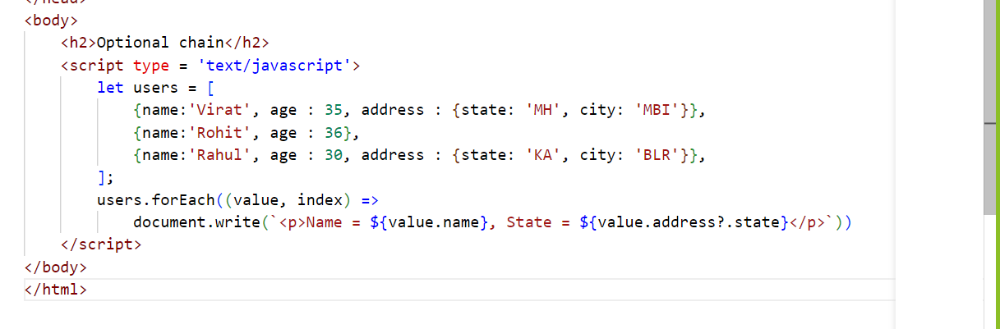 </head>
<body>
    <h2>Optional chain</h2>
    <script type = 'text/javascript'>
        let users = [
            {name:'Virat', age : 35, address : {state: 'MH', city: 'MBI'}},
            {name:'Rohit', age : 36},
            {name:'Rahul', age : 30, address : {state: 'KA', city: 'BLR'}},
        ];
        users.forEach((value, index) =>
            document.write(`<p>Name = ${value.name}, State = ${value.address?.state}</p>`))
    </script>
</body>
</html>